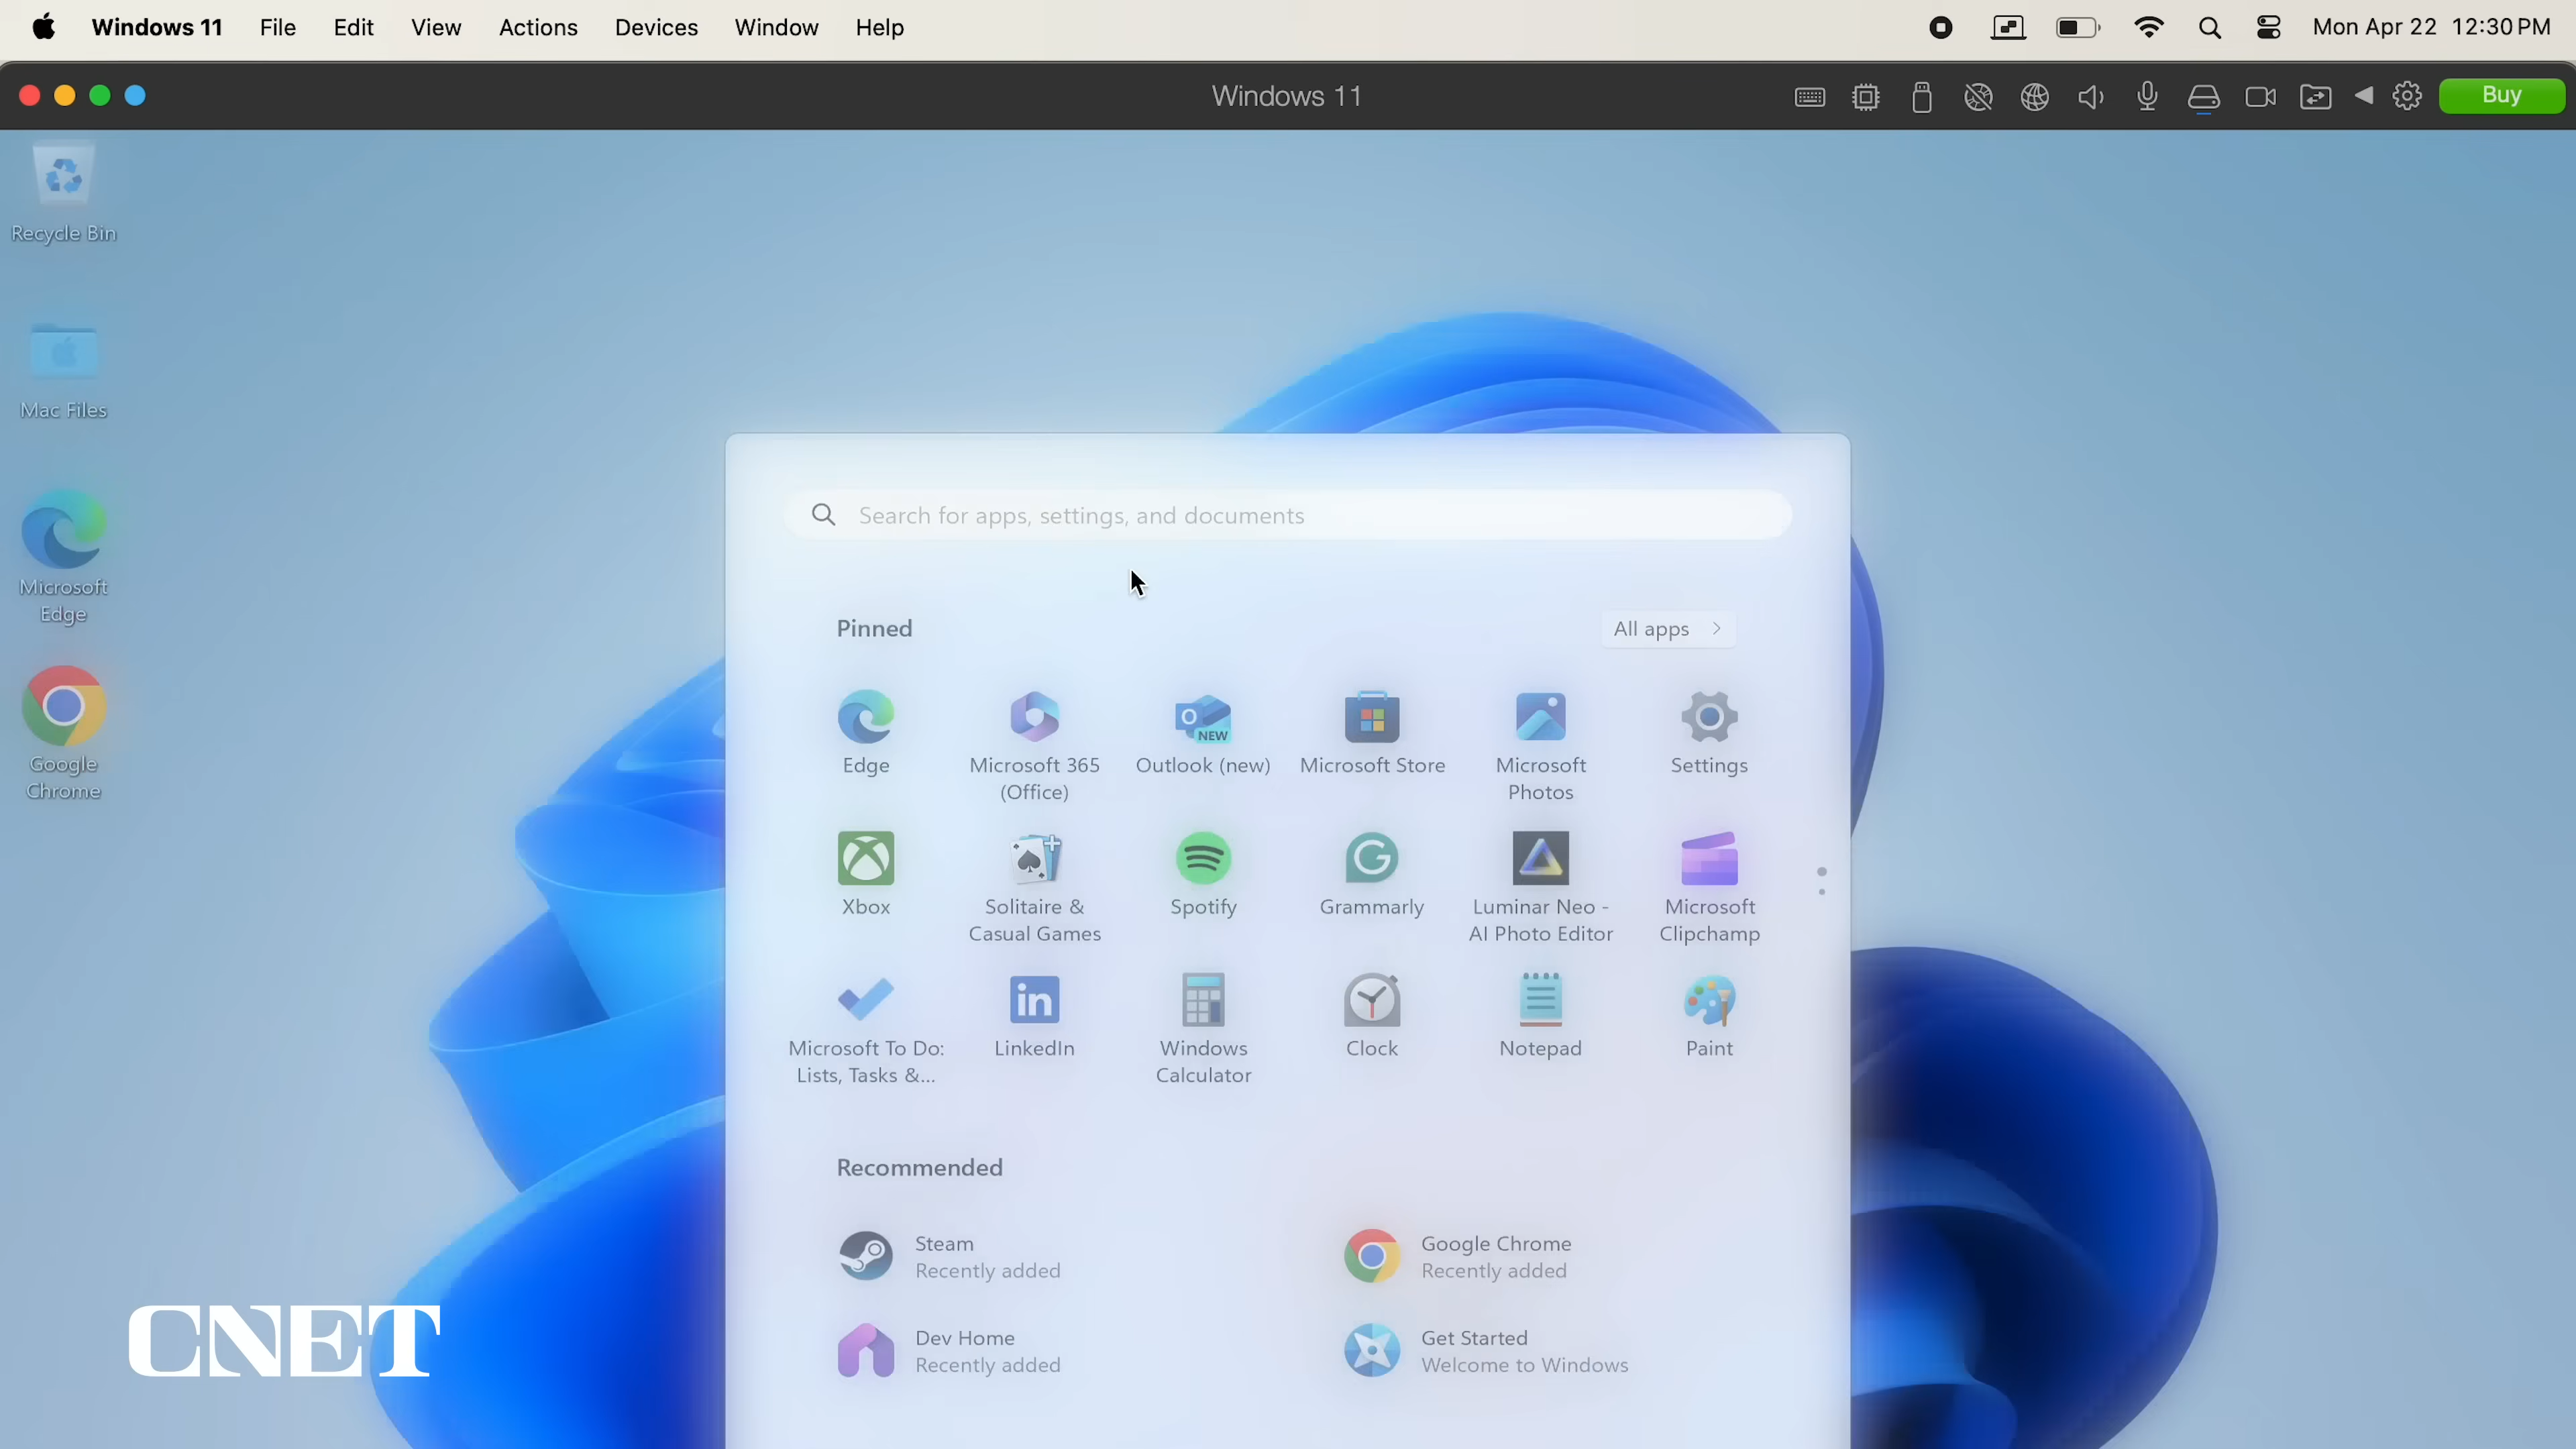 Windows 11 File Edit View Actions Devices Window Help Mon Apr 22 12:30 PM
Windows 11 Buy
Recycle Bin
Mac Files
Microsoft
Edge
Google
Chrome
Search for apps, settings, and documents
Pinned All apps
Edge
Microsoft 365
(Office)
Outlook (new)
NEW
Microsoft Store
Microsoft
Photos
Settings
Xbox
Solitaire &
Casual Games
Spotify
Grammarly
Luminar Neo -
AI Photo Editor
Microsoft
Clipchamp
Microsoft To Do:
Lists, Tasks &...
in
LinkedIn
Windows
Calculator
Clock
Notepad
Paint
Recommended
Steam
Recently added
Google Chrome
Recently added
Dev Home
Recently added
Get Started
Welcome to Windows
CNET